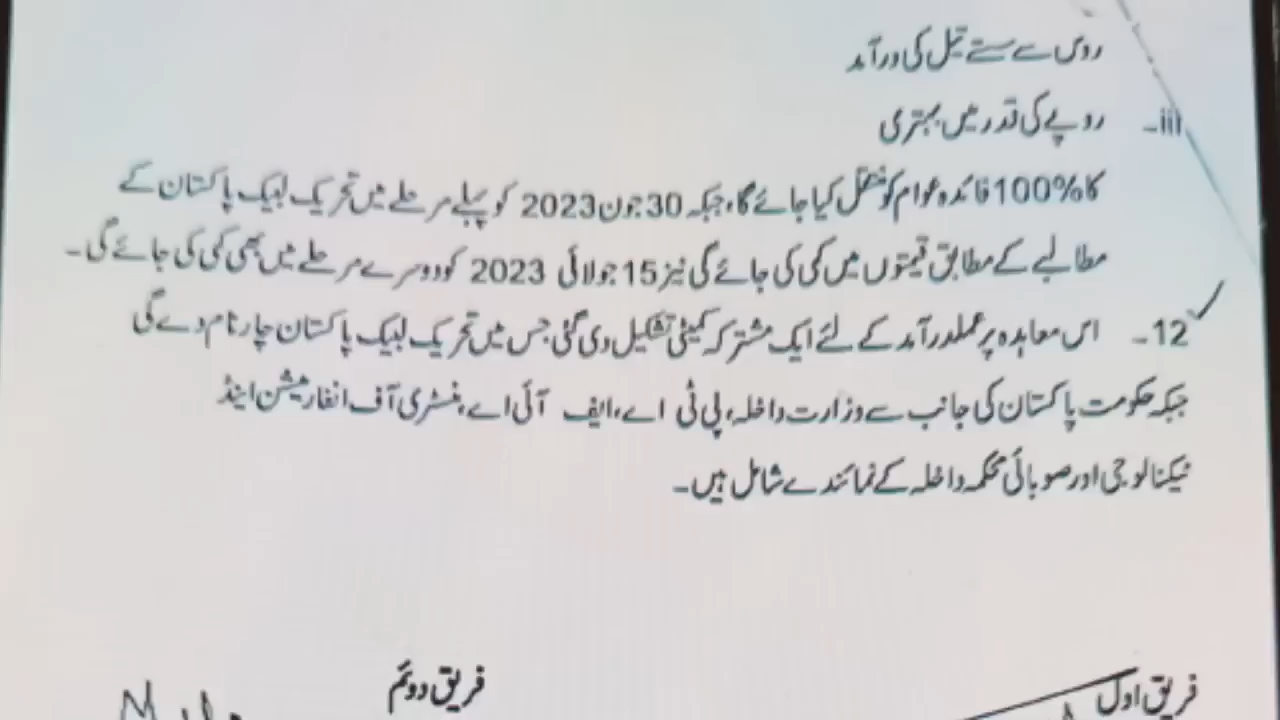 روس سے سستے تیل کی درآمد
iii۔ روپے کی قدر میں بہتری
کا 100% فائدہ عوام کو منتقل کیا جائے گا، جبکہ 30 جون 2023 کو پہلے مرحلے میں تحریک لبیک پاکستان کے
مطالبے کے مطابق قیمتوں میں کمی کی جائے گی نیز 15 جولائی 2023 کو دوسرے مرحلے میں بھی کمی کی جائے گی۔
12۔ اس معاہدہ پر عملدرآمد کے لئے ایک مشترکہ کمیٹی تشکیل دی گئی جس میں تحریک لبیک پاکستان چار نام دے گی
جبکہ حکومت پاکستان کی جانب سے وزارت داخلہ، پی ٹی اے، ایف آئی اے، منسٹری آف انفارمیشن اینڈ
ٹیکنالوجی اور صوبائی محکمہ داخلہ کے نمائندے شامل ہیں۔
فریق اول
فریق دوئم